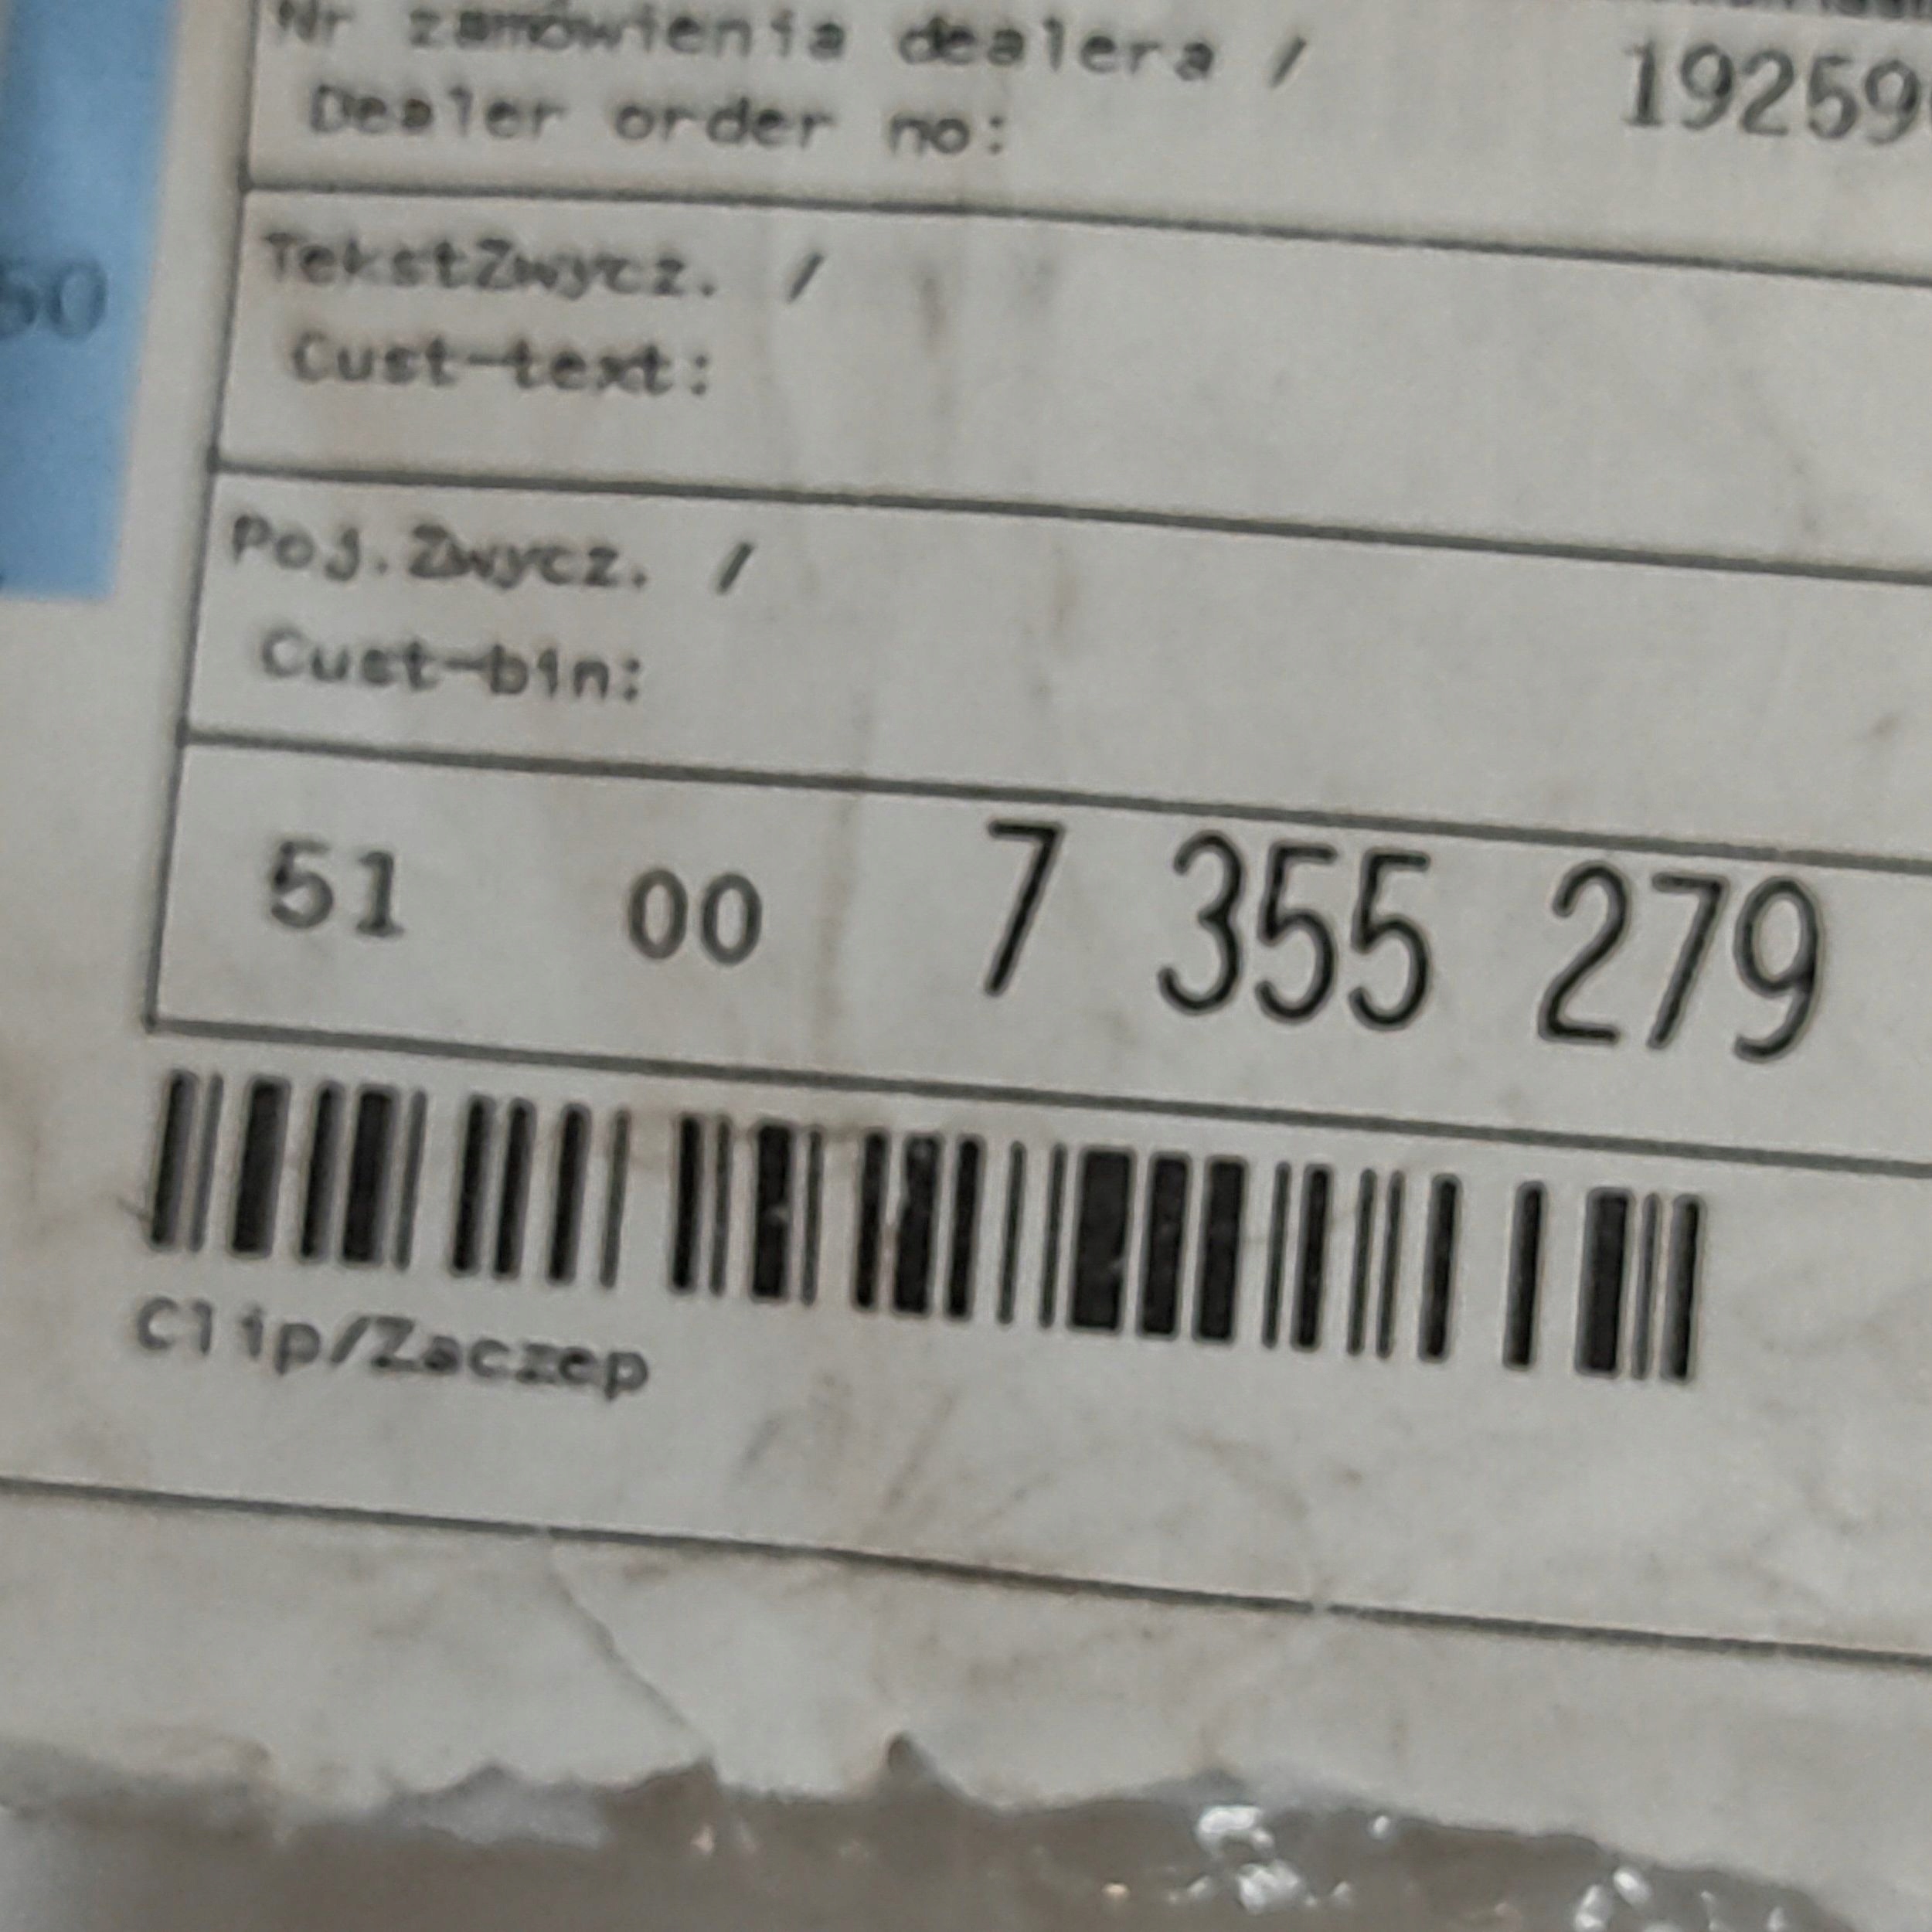 Nr zamówienia dealera / 19259
Dealer order no:
50
TekstZwycz. /
Cust-text:
Poj.Zwycz. /
Cust-bin:
51 00 7 355 279
Clip/Zaczep